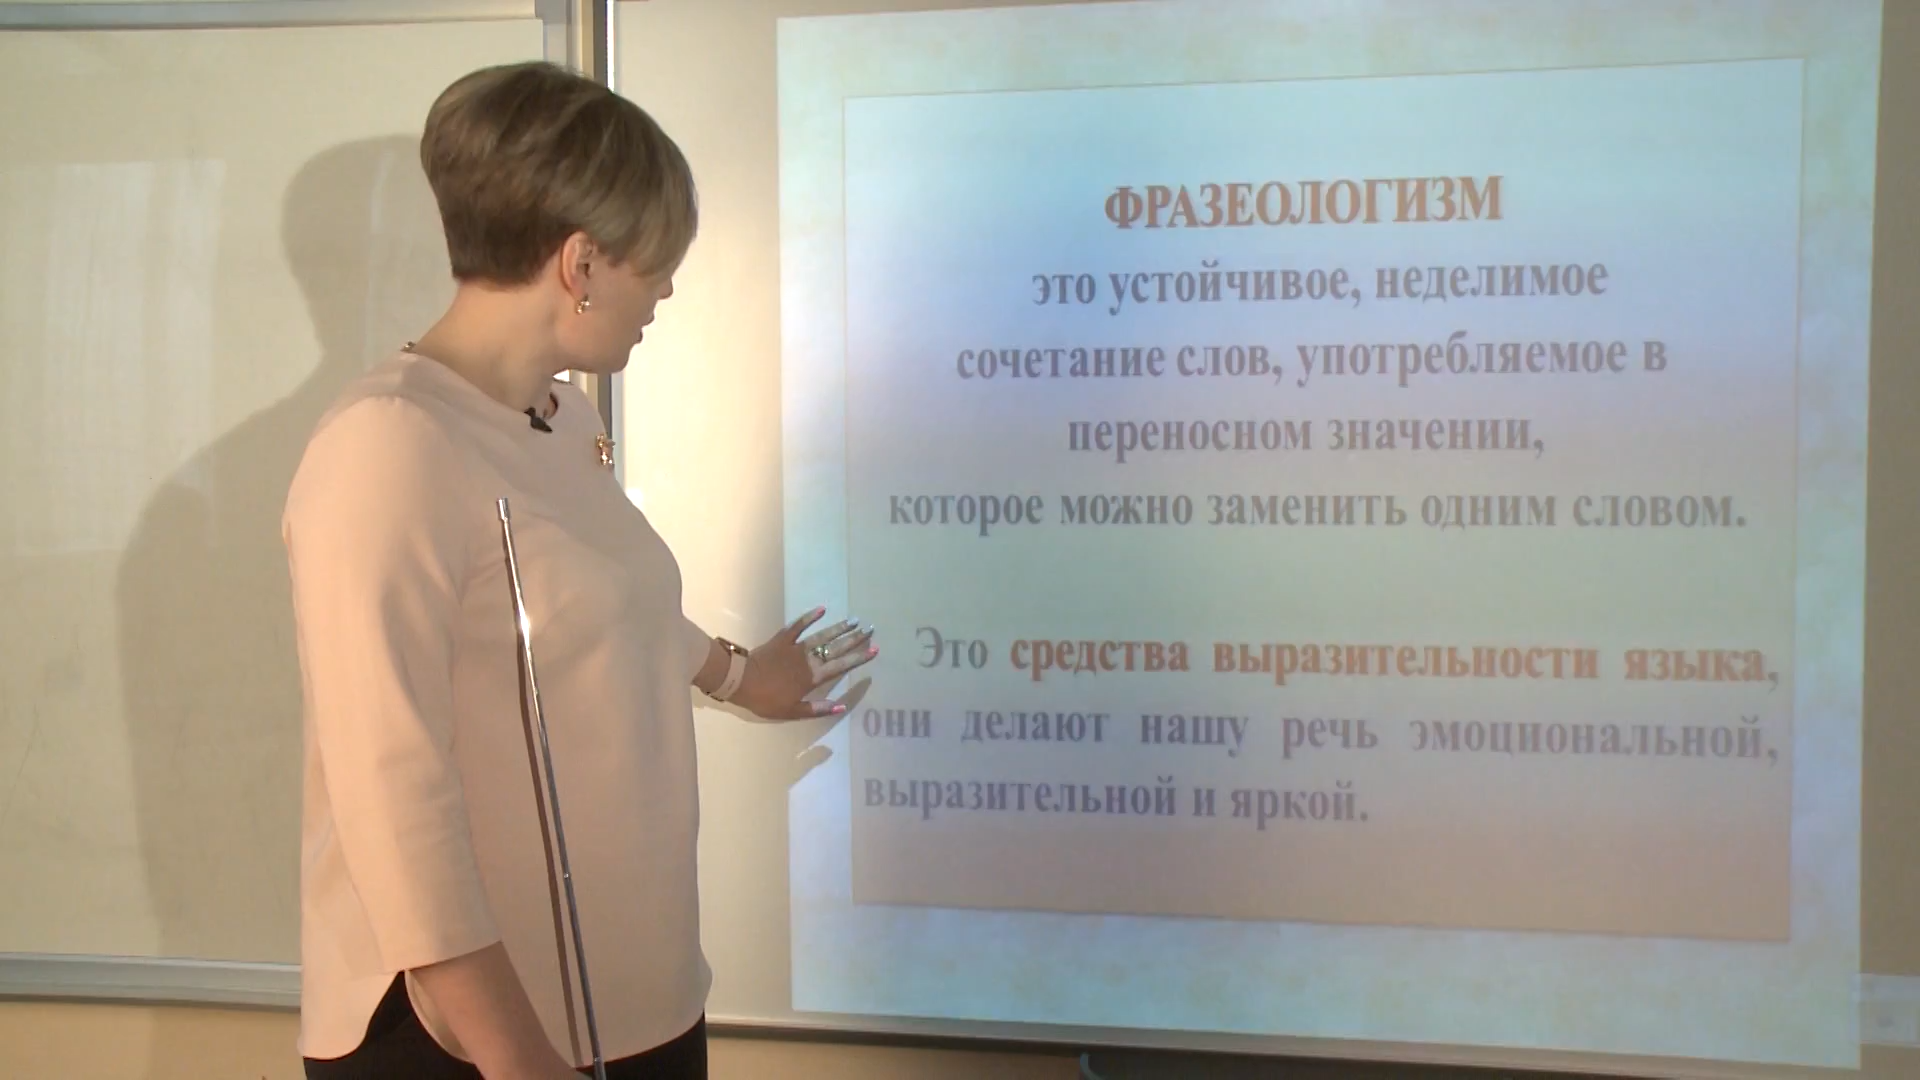 ФРАЗЕОЛОГИЗМ
это устойчивое, неделимое
сочетание слов, употребляемое в
переносном значении,
которое можно заменить одним словом.
Это средства выразительности языка,
они делают нашу речь эмоциональной,
выразительной и яркой.